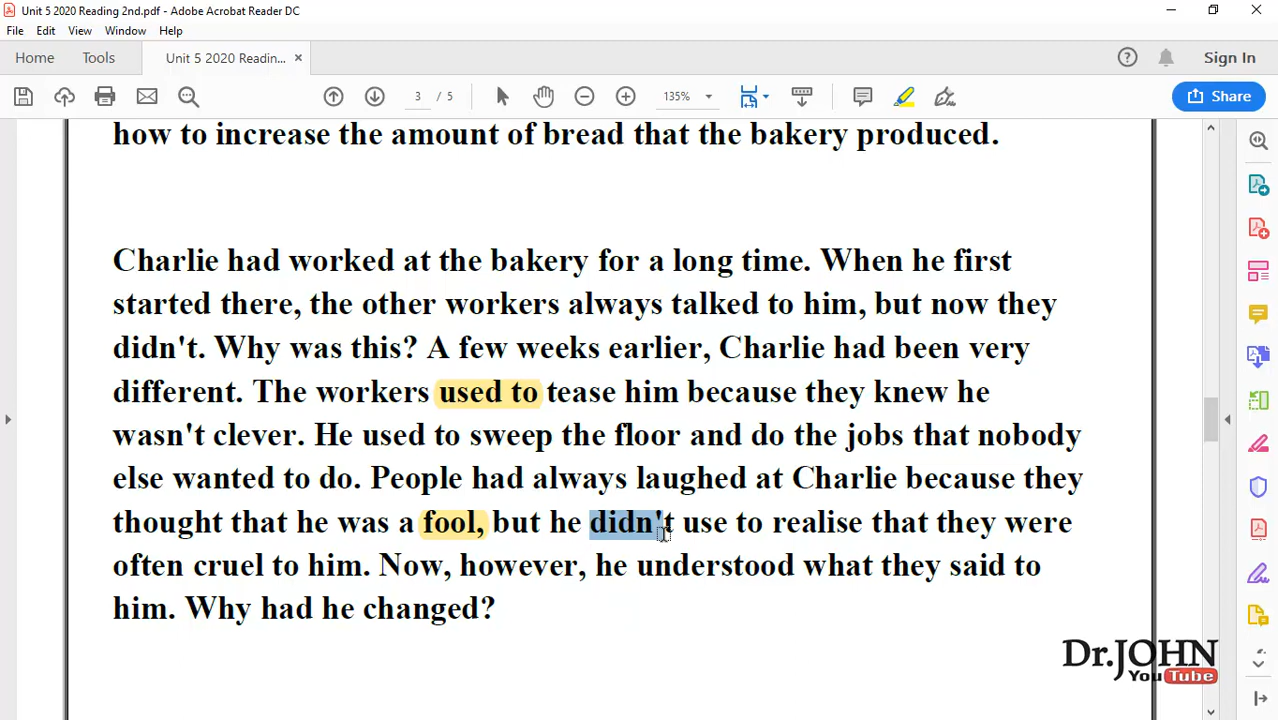 Unit 5 2020 Reading 2nd.pdf - Adobe Acrobat Reader DC
File Edit View Window Help
Home Tools Unit 5 2020 Readin... × Sign In
3 / 5 135% Share
how to increase the amount of bread that the bakery produced.
Charlie had worked at the bakery for a long time. When he first
started there, the other workers always talked to him, but now they
didn't. Why was this? A few weeks earlier, Charlie had been very
different. The workers used to tease him because they knew he
wasn't clever. He used to sweep the floor and do the jobs that nobody
else wanted to do. People had always laughed at Charlie because they
thought that he was a fool, but he didn't use to realise that they were
often cruel to him. Now, however, he understood what they said to
him. Why had he changed?
Dr.JOHN
You Tube